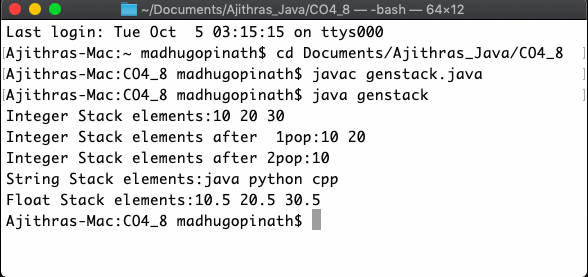 ~/Documents/Ajithras_Java/CO4_8 — -bash — 64×12
Last login: Tue Oct  5 03:15:15 on ttys000
[Ajithras-Mac:~ madhugopinath$ cd Documents/Ajithras_Java/CO4_8 ]
[Ajithras-Mac:CO4_8 madhugopinath$ javac genstack.java ]
[Ajithras-Mac:CO4_8 madhugopinath$ java genstack ]
Integer Stack elements:10 20 30
Integer Stack elements after  1pop:10 20
Integer Stack elements after 2pop:10
String Stack elements:java python cpp
Float Stack elements:10.5 20.5 30.5
Ajithras-Mac:CO4_8 madhugopinath$